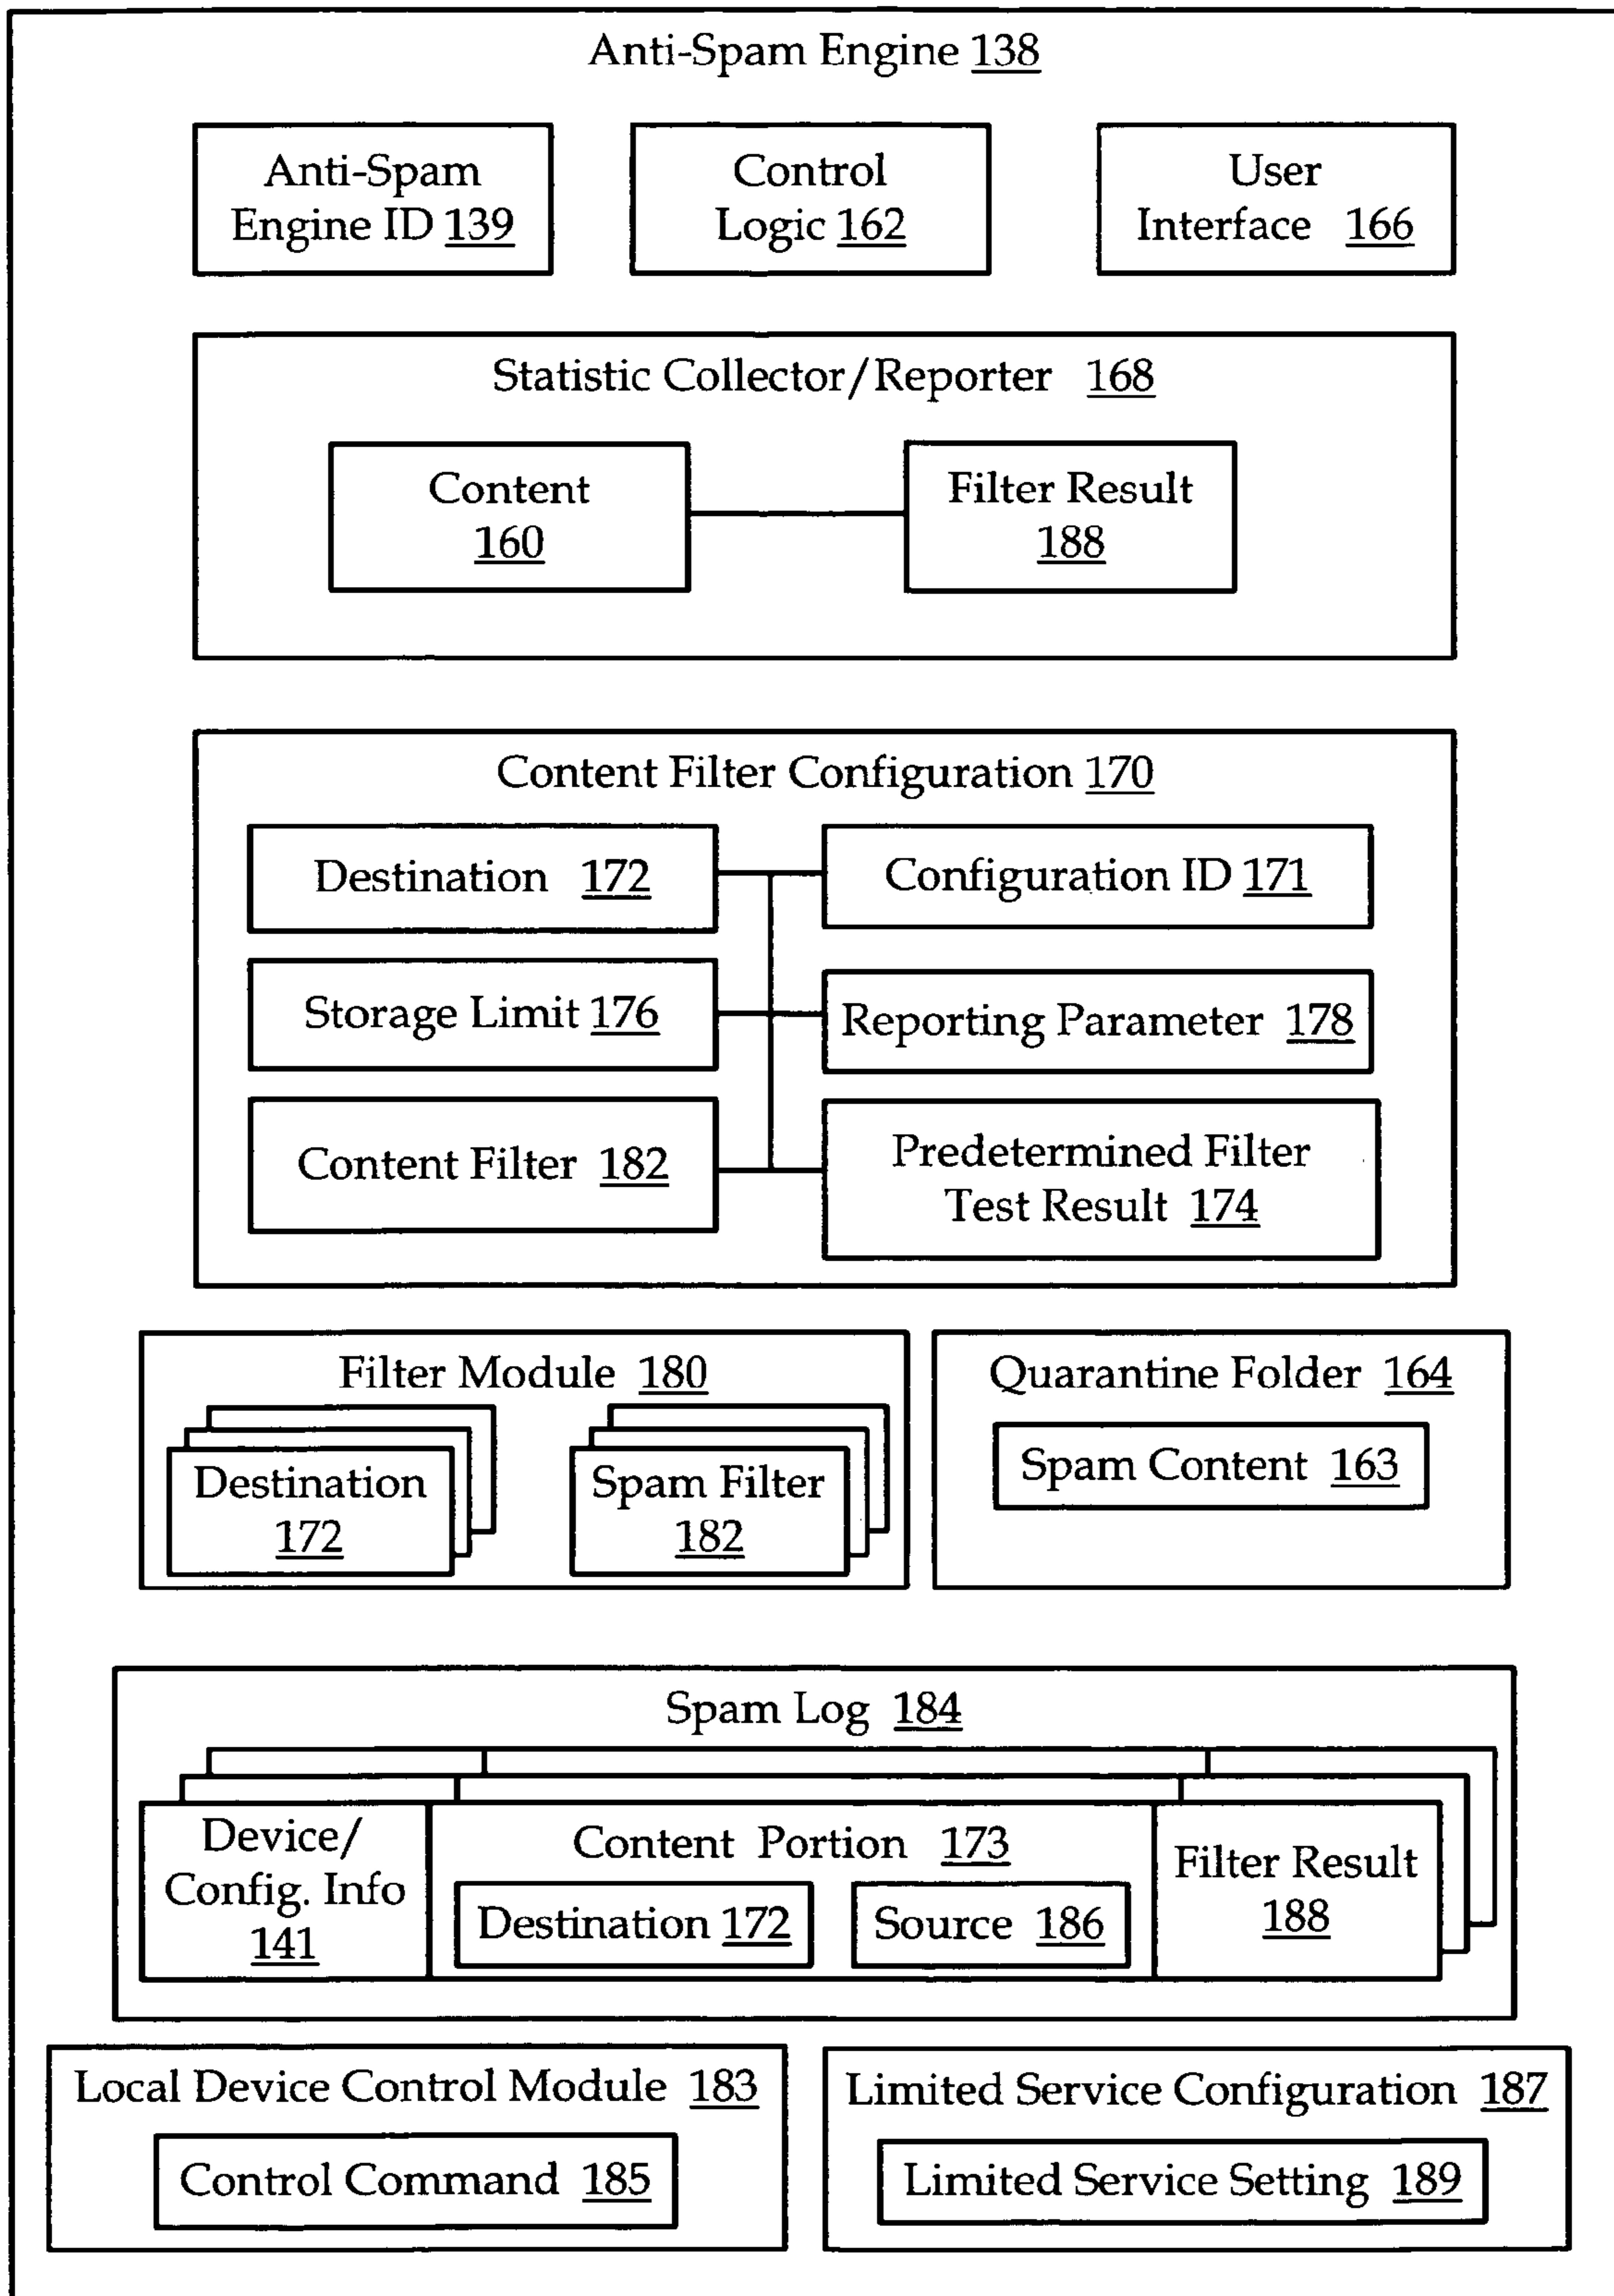 Anti-Spam Engine 138
Anti-Spam
Engine ID 139
Control
Logic 162
User
Interface 166
Statistic Collector/Reporter 168
Content
160
Filter Result
188
Content Filter Configuration 170
Destination 172
Configuration ID 171
Storage Limit 176
Reporting Parameter 178
Content Filter 182
Predetermined Filter
Test Result 174
Filter Module 180
Destination
172
Spam Filter
182
Quarantine Folder 164
Spam Content 163
Spam Log 184
Device/
Config. Info
141
Content Portion 173
Destination 172
Source 186
Filter Result
188
Local Device Control Module 183
Control Command 185
Limited Service Configuration 187
Limited Service Setting 189